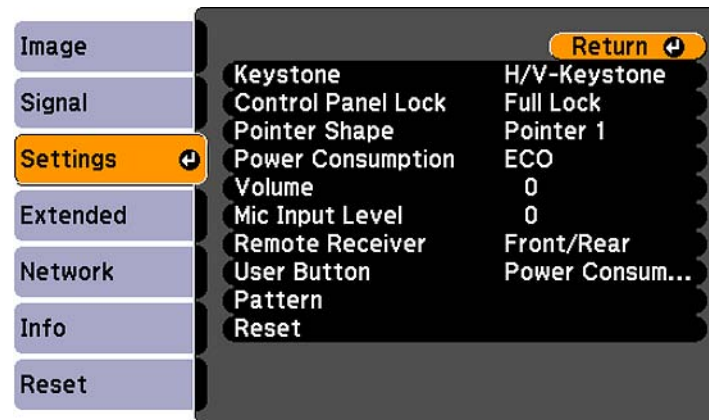 Image
Signal
Settings
Extended
Network
Info
Reset
Return
Keystone H/V-Keystone
Control Panel Lock Full Lock
Pointer Shape Pointer 1
Power Consumption ECO
Volume 0
Mic Input Level 0
Remote Receiver Front/Rear
User Button Power Consum...
Pattern
Reset